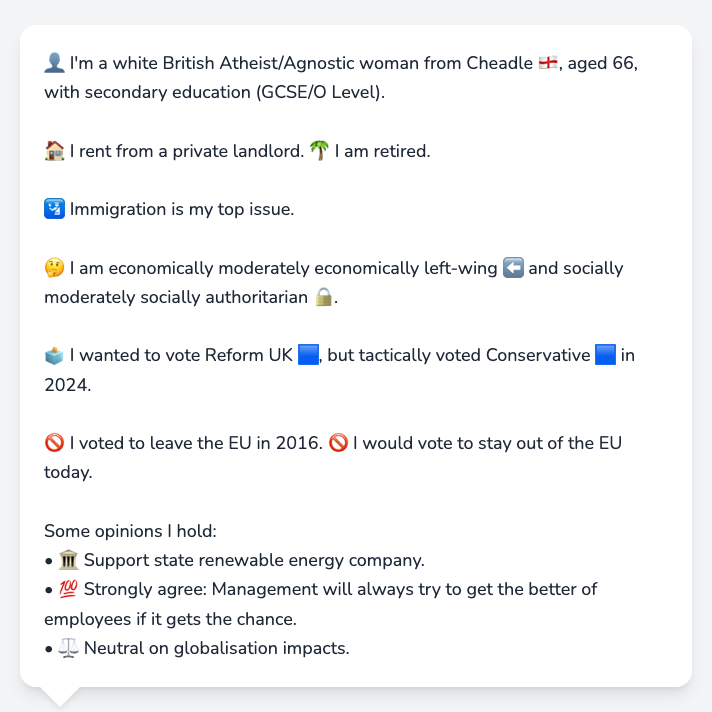 👤 I'm a white British Atheist/Agnostic woman from Cheadle 🏴󠁧󠁢󠁥󠁮󠁧󠁿, aged 66,
with secondary education (GCSE/O Level).
🏠 I rent from a private landlord. 🌴 I am retired.
🛂 Immigration is my top issue.
🤔 I am economically moderately economically left-wing ⬅️ and socially
moderately socially authoritarian 🔒.
🗳️ I wanted to vote Reform UK 🟦, but tactically voted Conservative 🟦 in
2024.
🚫 I voted to leave the EU in 2016. 🚫 I would vote to stay out of the EU
today.
Some opinions I hold:
• 🏛️ Support state renewable energy company.
• 💯 Strongly agree: Management will always try to get the better of
employees if it gets the chance.
• ⚖️ Neutral on globalisation impacts.